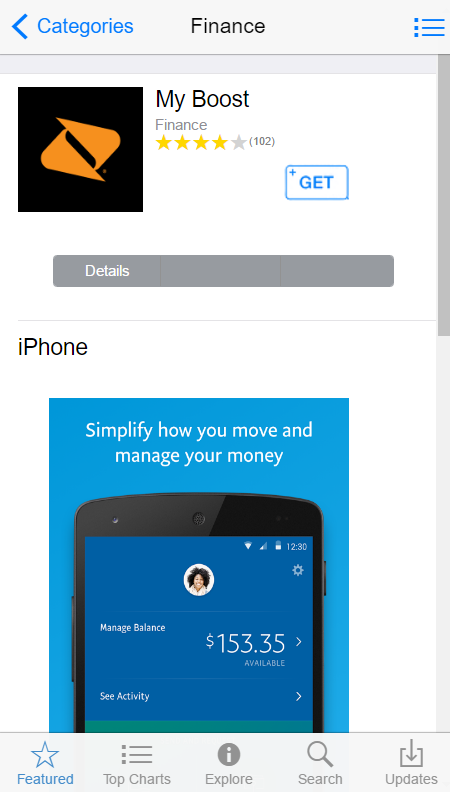 Categories
Finance
My Boost
Finance
(102)
+GET
Details
iPhone
Simplify how you move and
manage your money
12:30
Manage Balance
$153.35
AVAILABLE
See Activity
Featured
Top Charts
Explore
Search
Updates